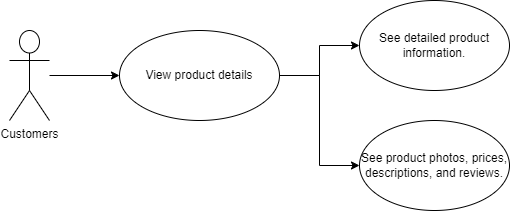 See detailed product
information.
View product details
Customers
See product photos, prices,
descriptions, and reviews.